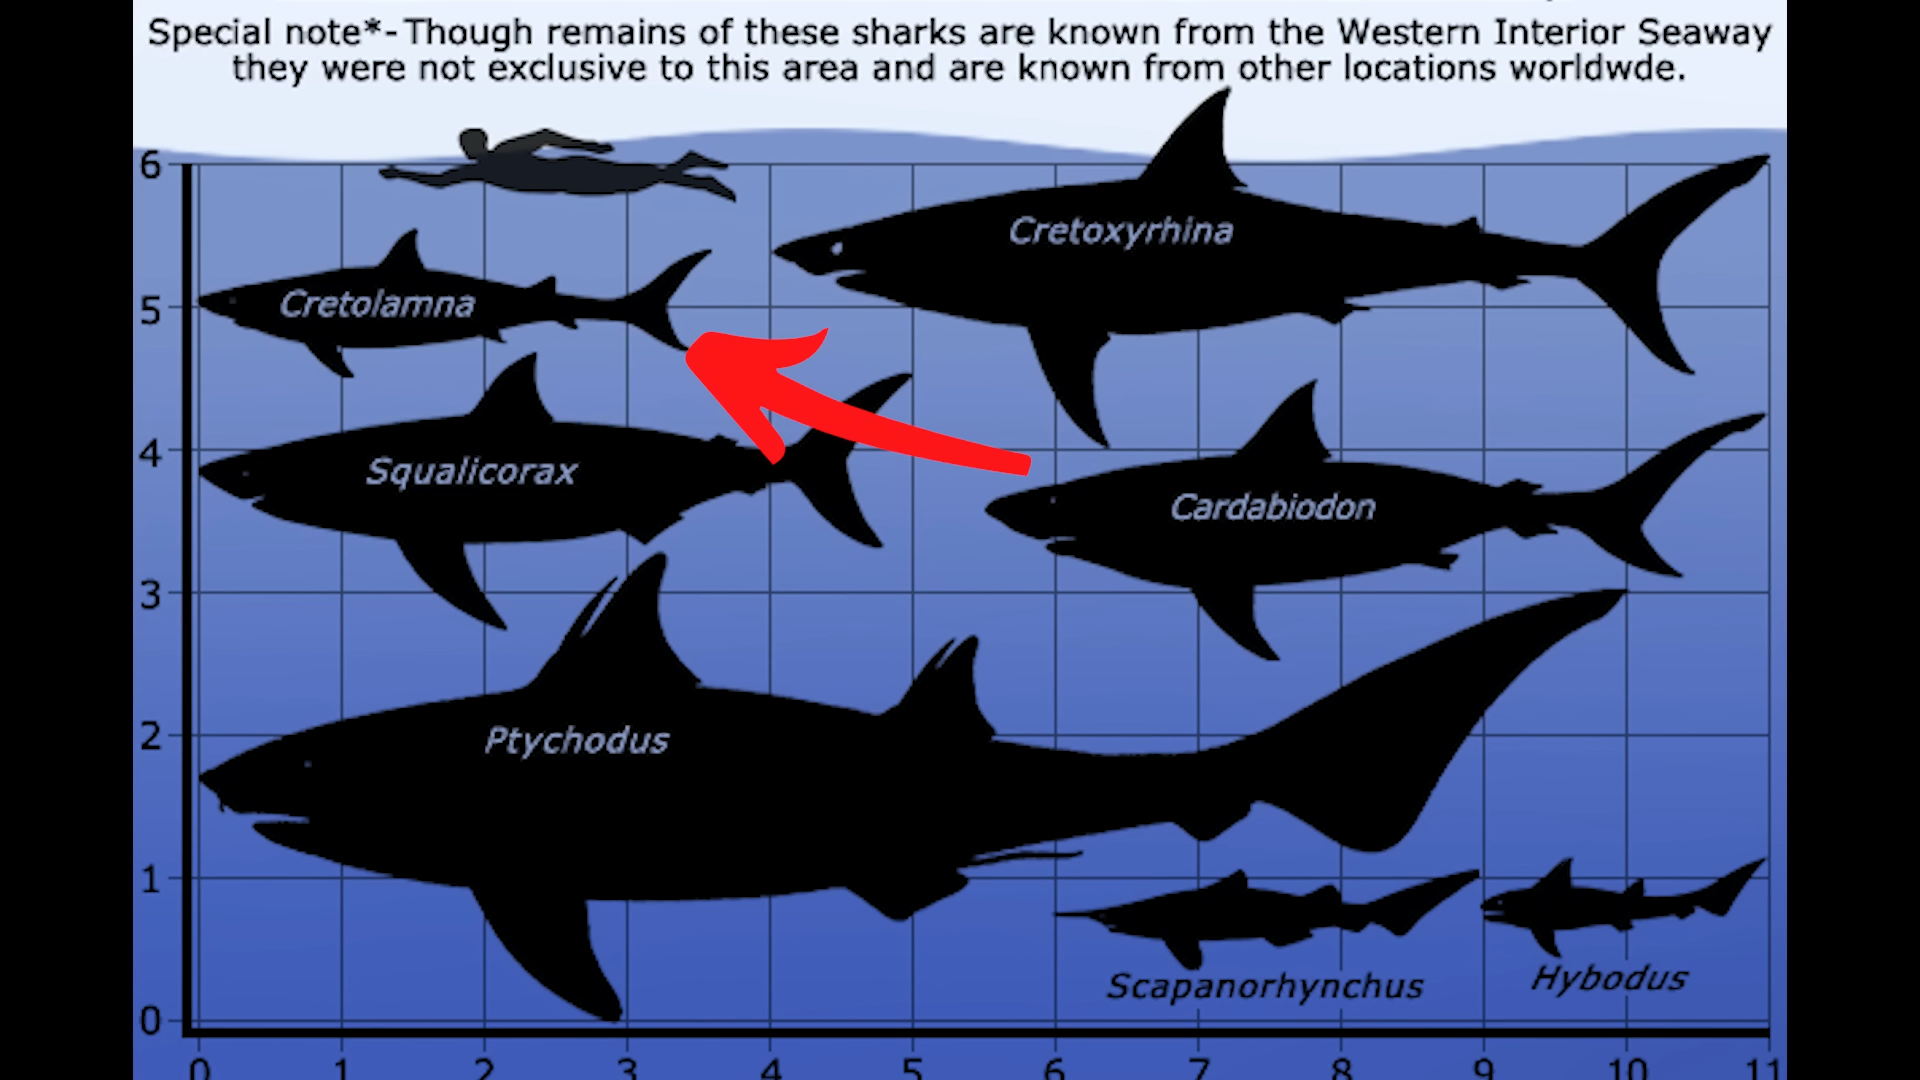 Special note*-Though remains of these sharks are known from the Western Interior Seaway
they were not exclusive to this area and are known from other locations worldwde.
6
Cretoxyrhina
5
Cretolamna
4
Squalicorax
Cardabiodon
3
2
Ptychodus
1
Scapanorhynchus
Hybodus
0
0 1 2 3 4 5 6 7 8 9 10 11